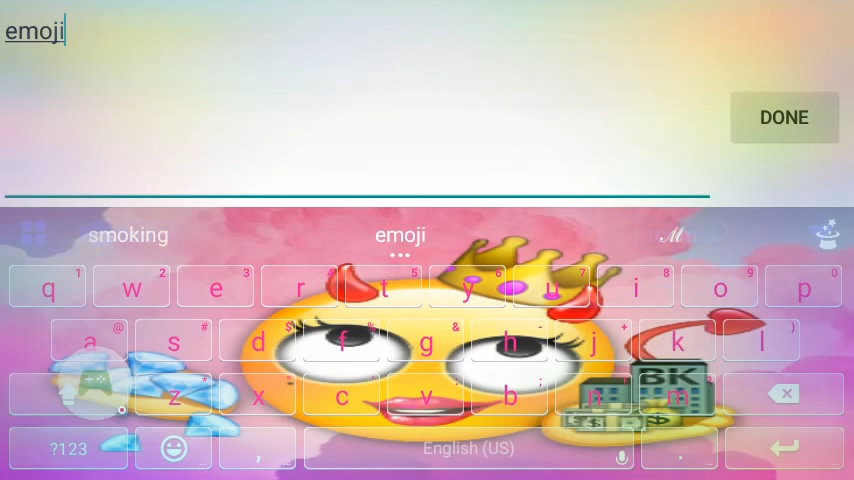 emoji
DONE
smoking emoji ℳ
q 1 w 2 e 3 r 4 t 5 y 6 u 7 i 8 o 9 p 0
a @ s # d $ f % g & h - j + k l )
z x c v b ; n m
BK
?123 , English (US) .